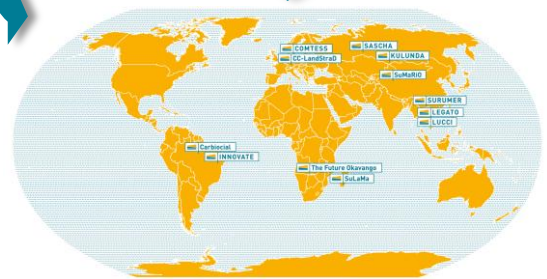 COMTESS
SASCHA
CC-LandStraD
KULUNDA
SuMaRiO
SURUMER
LEGATO
LUCCI
Carbiocial
INNOVATE
The Future Okavango
SuLaMa